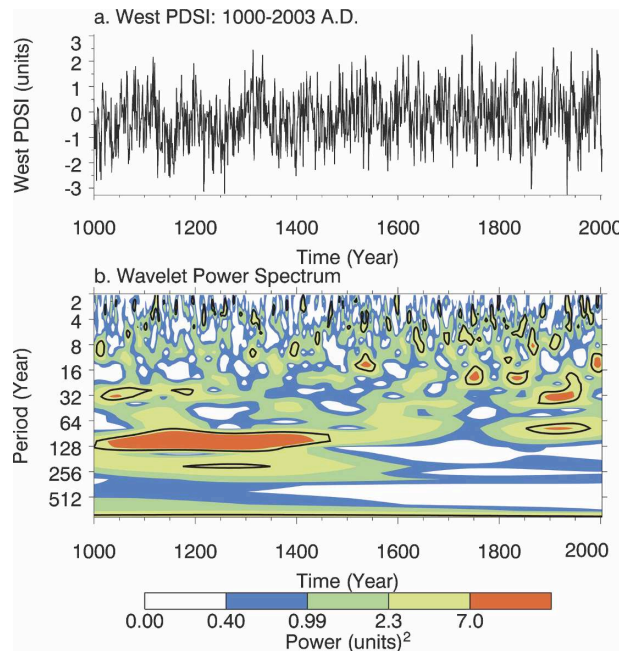 a. West PDSI: 1000-2003 A.D.
West PDSI (units)
3
2
1
0
-1
-2
-3
1000 1200 1400 1600 1800 2000
Time (Year)
b. Wavelet Power Spectrum
Period (Year)
2
4
8
16
32
64
128
256
512
1000 1200 1400 1600 1800 2000
Time (Year)
0.00 0.40 0.99 2.3 7.0
Power (units)²